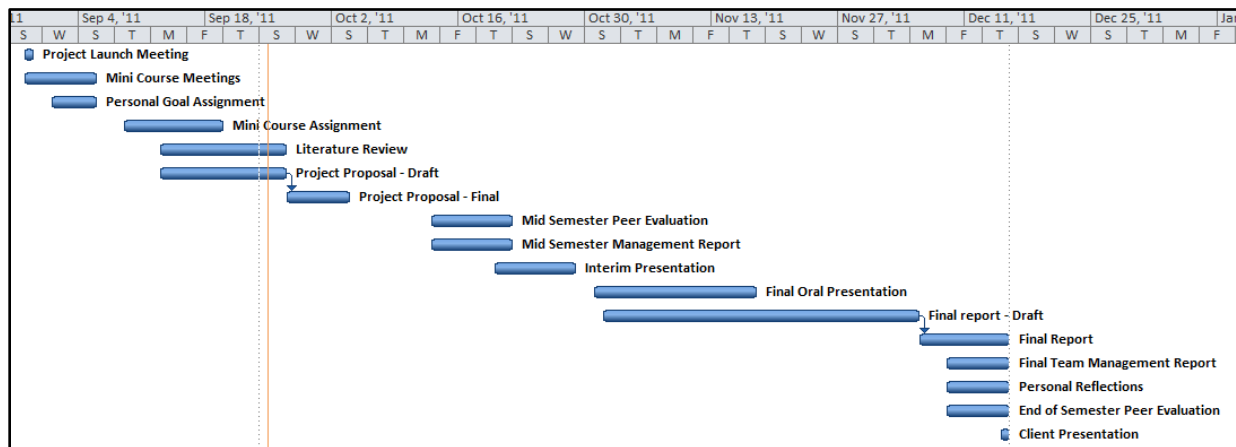 11 Sep 4, '11 Sep 18, '11 Oct 2, '11 Oct 16, '11 Oct 30, '11 Nov 13, '11 Nov 27, '11 Dec 11, '11 Dec 25, '11 Jan
S W S T M F T S W S T M F T S W S T M F T S W S T M F T S W S T M F
Project Launch Meeting
Mini Course Meetings
Personal Goal Assignment
Mini Course Assignment
Literature Review
Project Proposal - Draft
Project Proposal - Final
Mid Semester Peer Evaluation
Mid Semester Management Report
Interim Presentation
Final Oral Presentation
Final report - Draft
Final Report
Final Team Management Report
Personal Reflections
End of Semester Peer Evaluation
Client Presentation